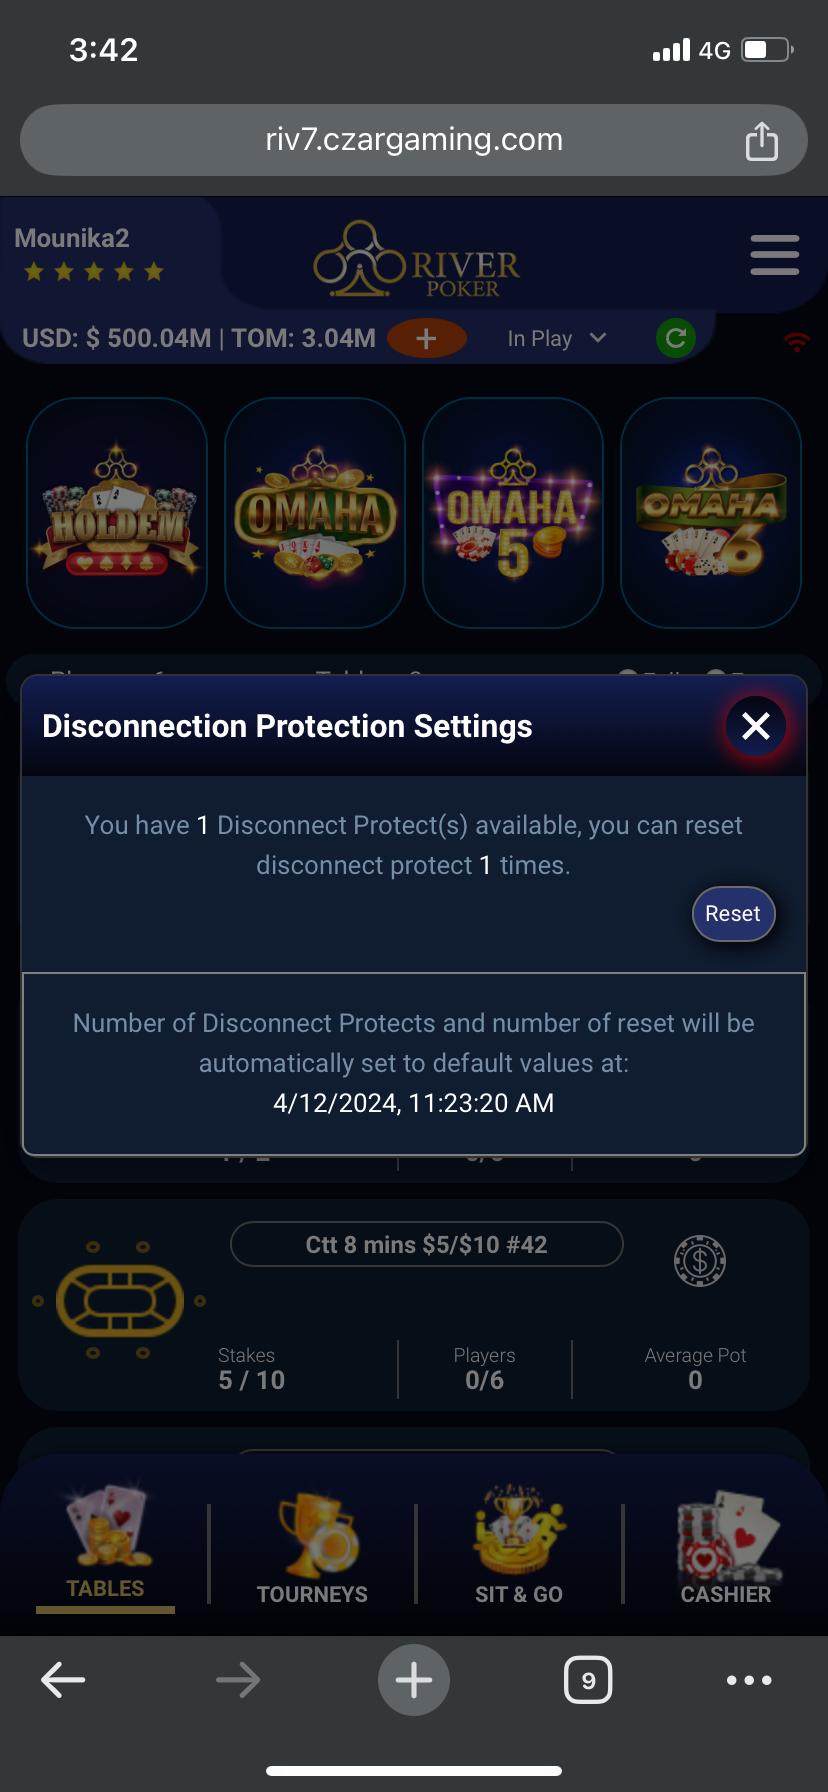 3:42
4G
riv7.czargaming.com
Mounika2
RIVER
POKER
USD: $ 500.04M | TOM: 3.04M
In Play
HOLDEM
OMAHA
OMAHA
5
OMAHA
6
Disconnection Protection Settings
You have 1 Disconnect Protect(s) available, you can reset
disconnect protect 1 times.
Reset
Number of Disconnect Protects and number of reset will be
automatically set to default values at:
4/12/2024, 11:23:20 AM
Ctt 8 mins $5/$10 #42
Stakes
Players
Average Pot
5 / 10
0/6
0
TABLES
TOURNEYS
SIT & GO
CASHIER
9